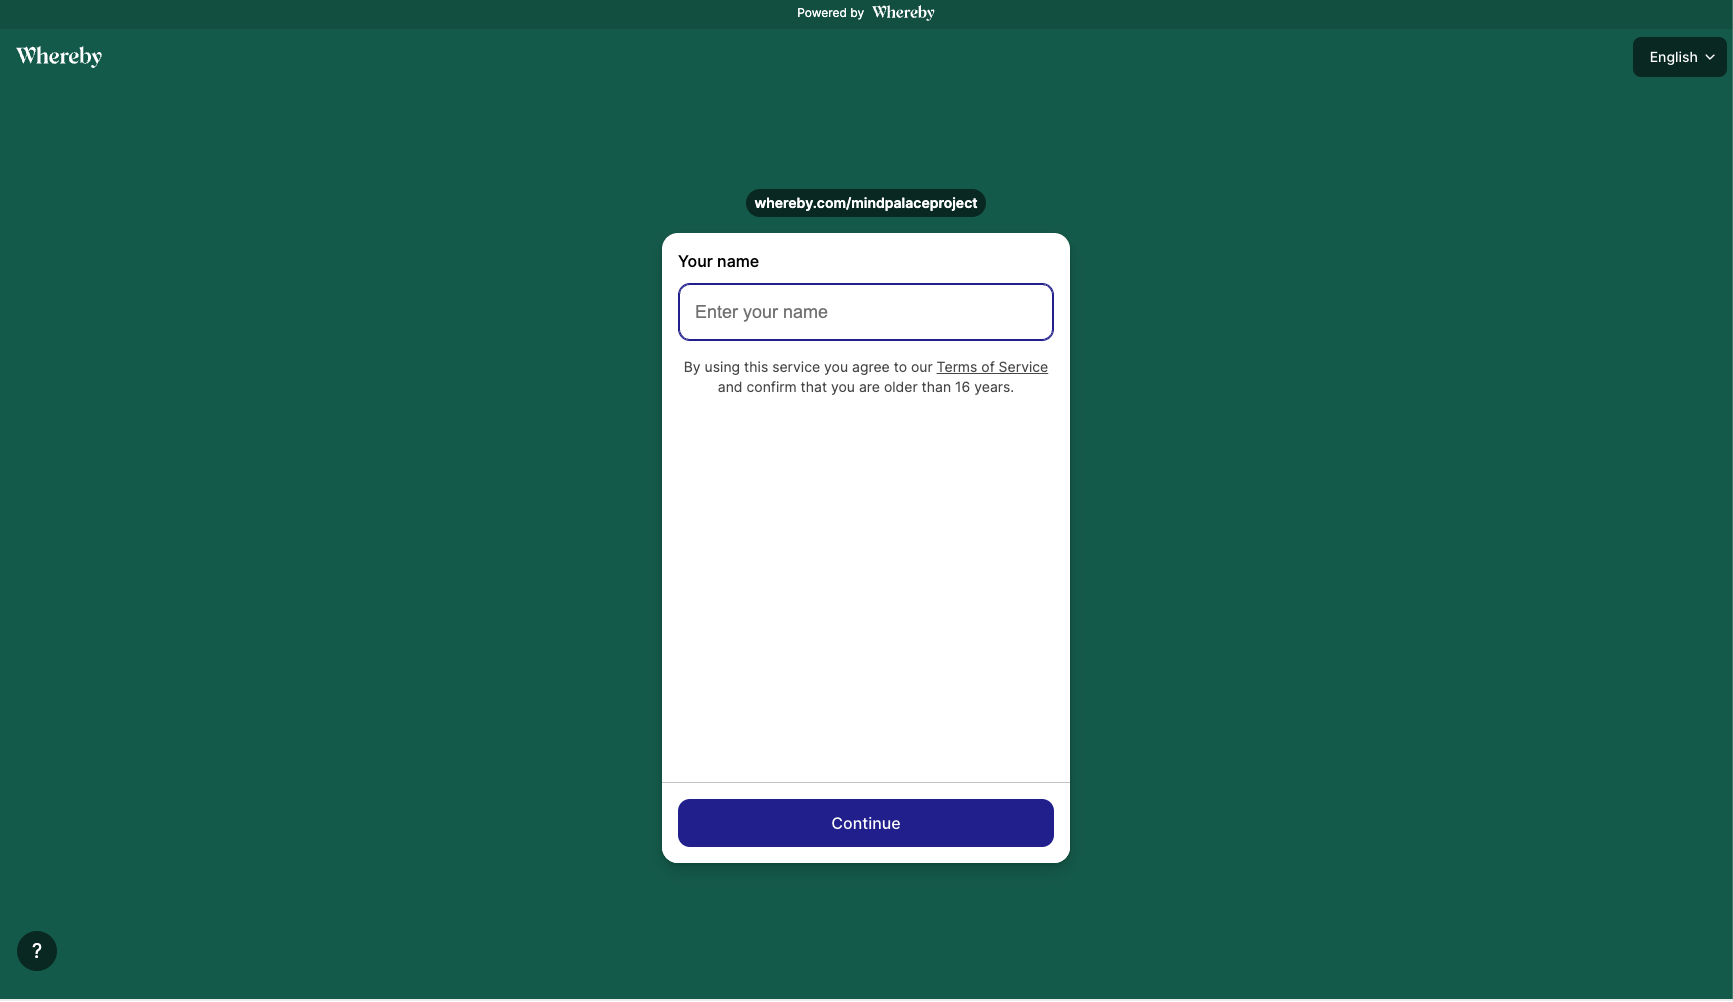 Powered by Whereby
Whereby
English
whereby.com/mindpalaceproject
Your name
Enter your name
By using this service you agree to our Terms of Service
and confirm that you are older than 16 years.
Continue
?